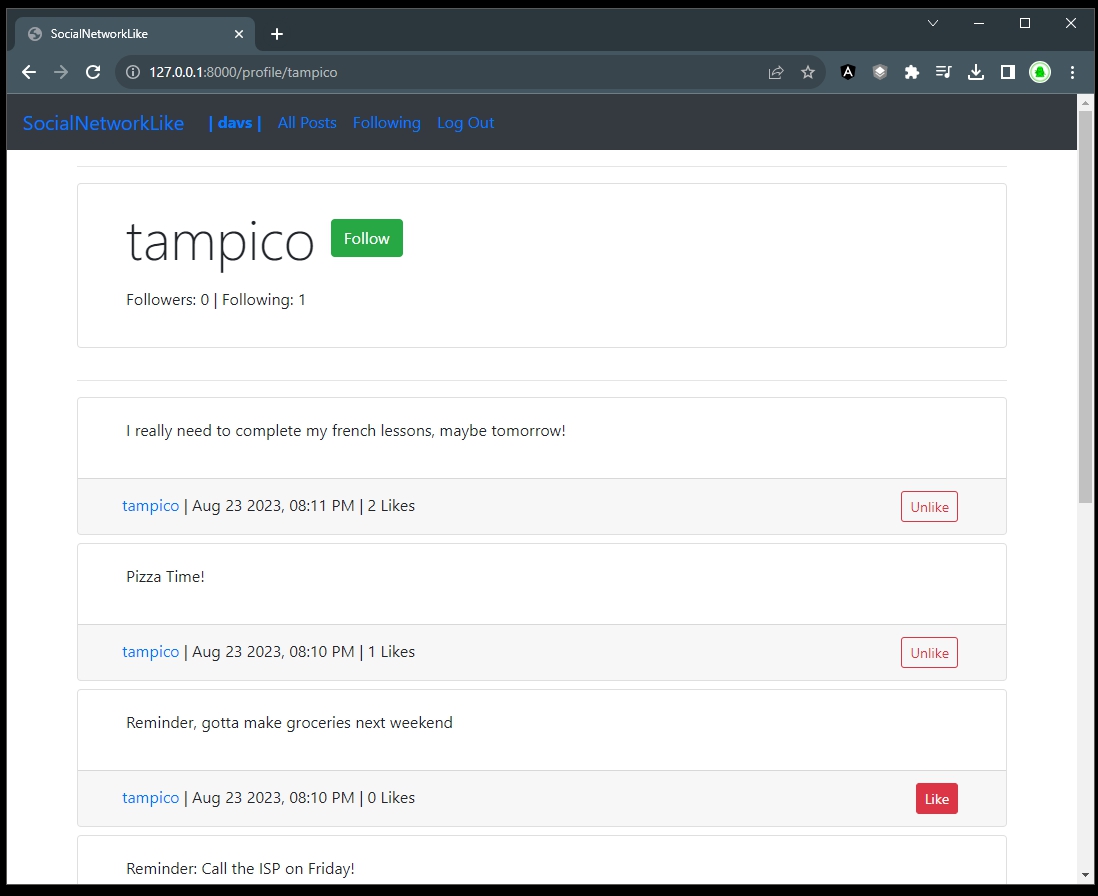 SocialNetworkLike
127.0.0.1:8000/profile/tampico
SocialNetworkLike | davs | All Posts Following Log Out
tampico Follow
Followers: 0 | Following: 1
I really need to complete my french lessons, maybe tomorrow!
tampico | Aug 23 2023, 08:11 PM | 2 Likes Unlike
Pizza Time!
tampico | Aug 23 2023, 08:10 PM | 1 Likes Unlike
Reminder, gotta make groceries next weekend
tampico | Aug 23 2023, 08:10 PM | 0 Likes Like
Reminder: Call the ISP on Friday!